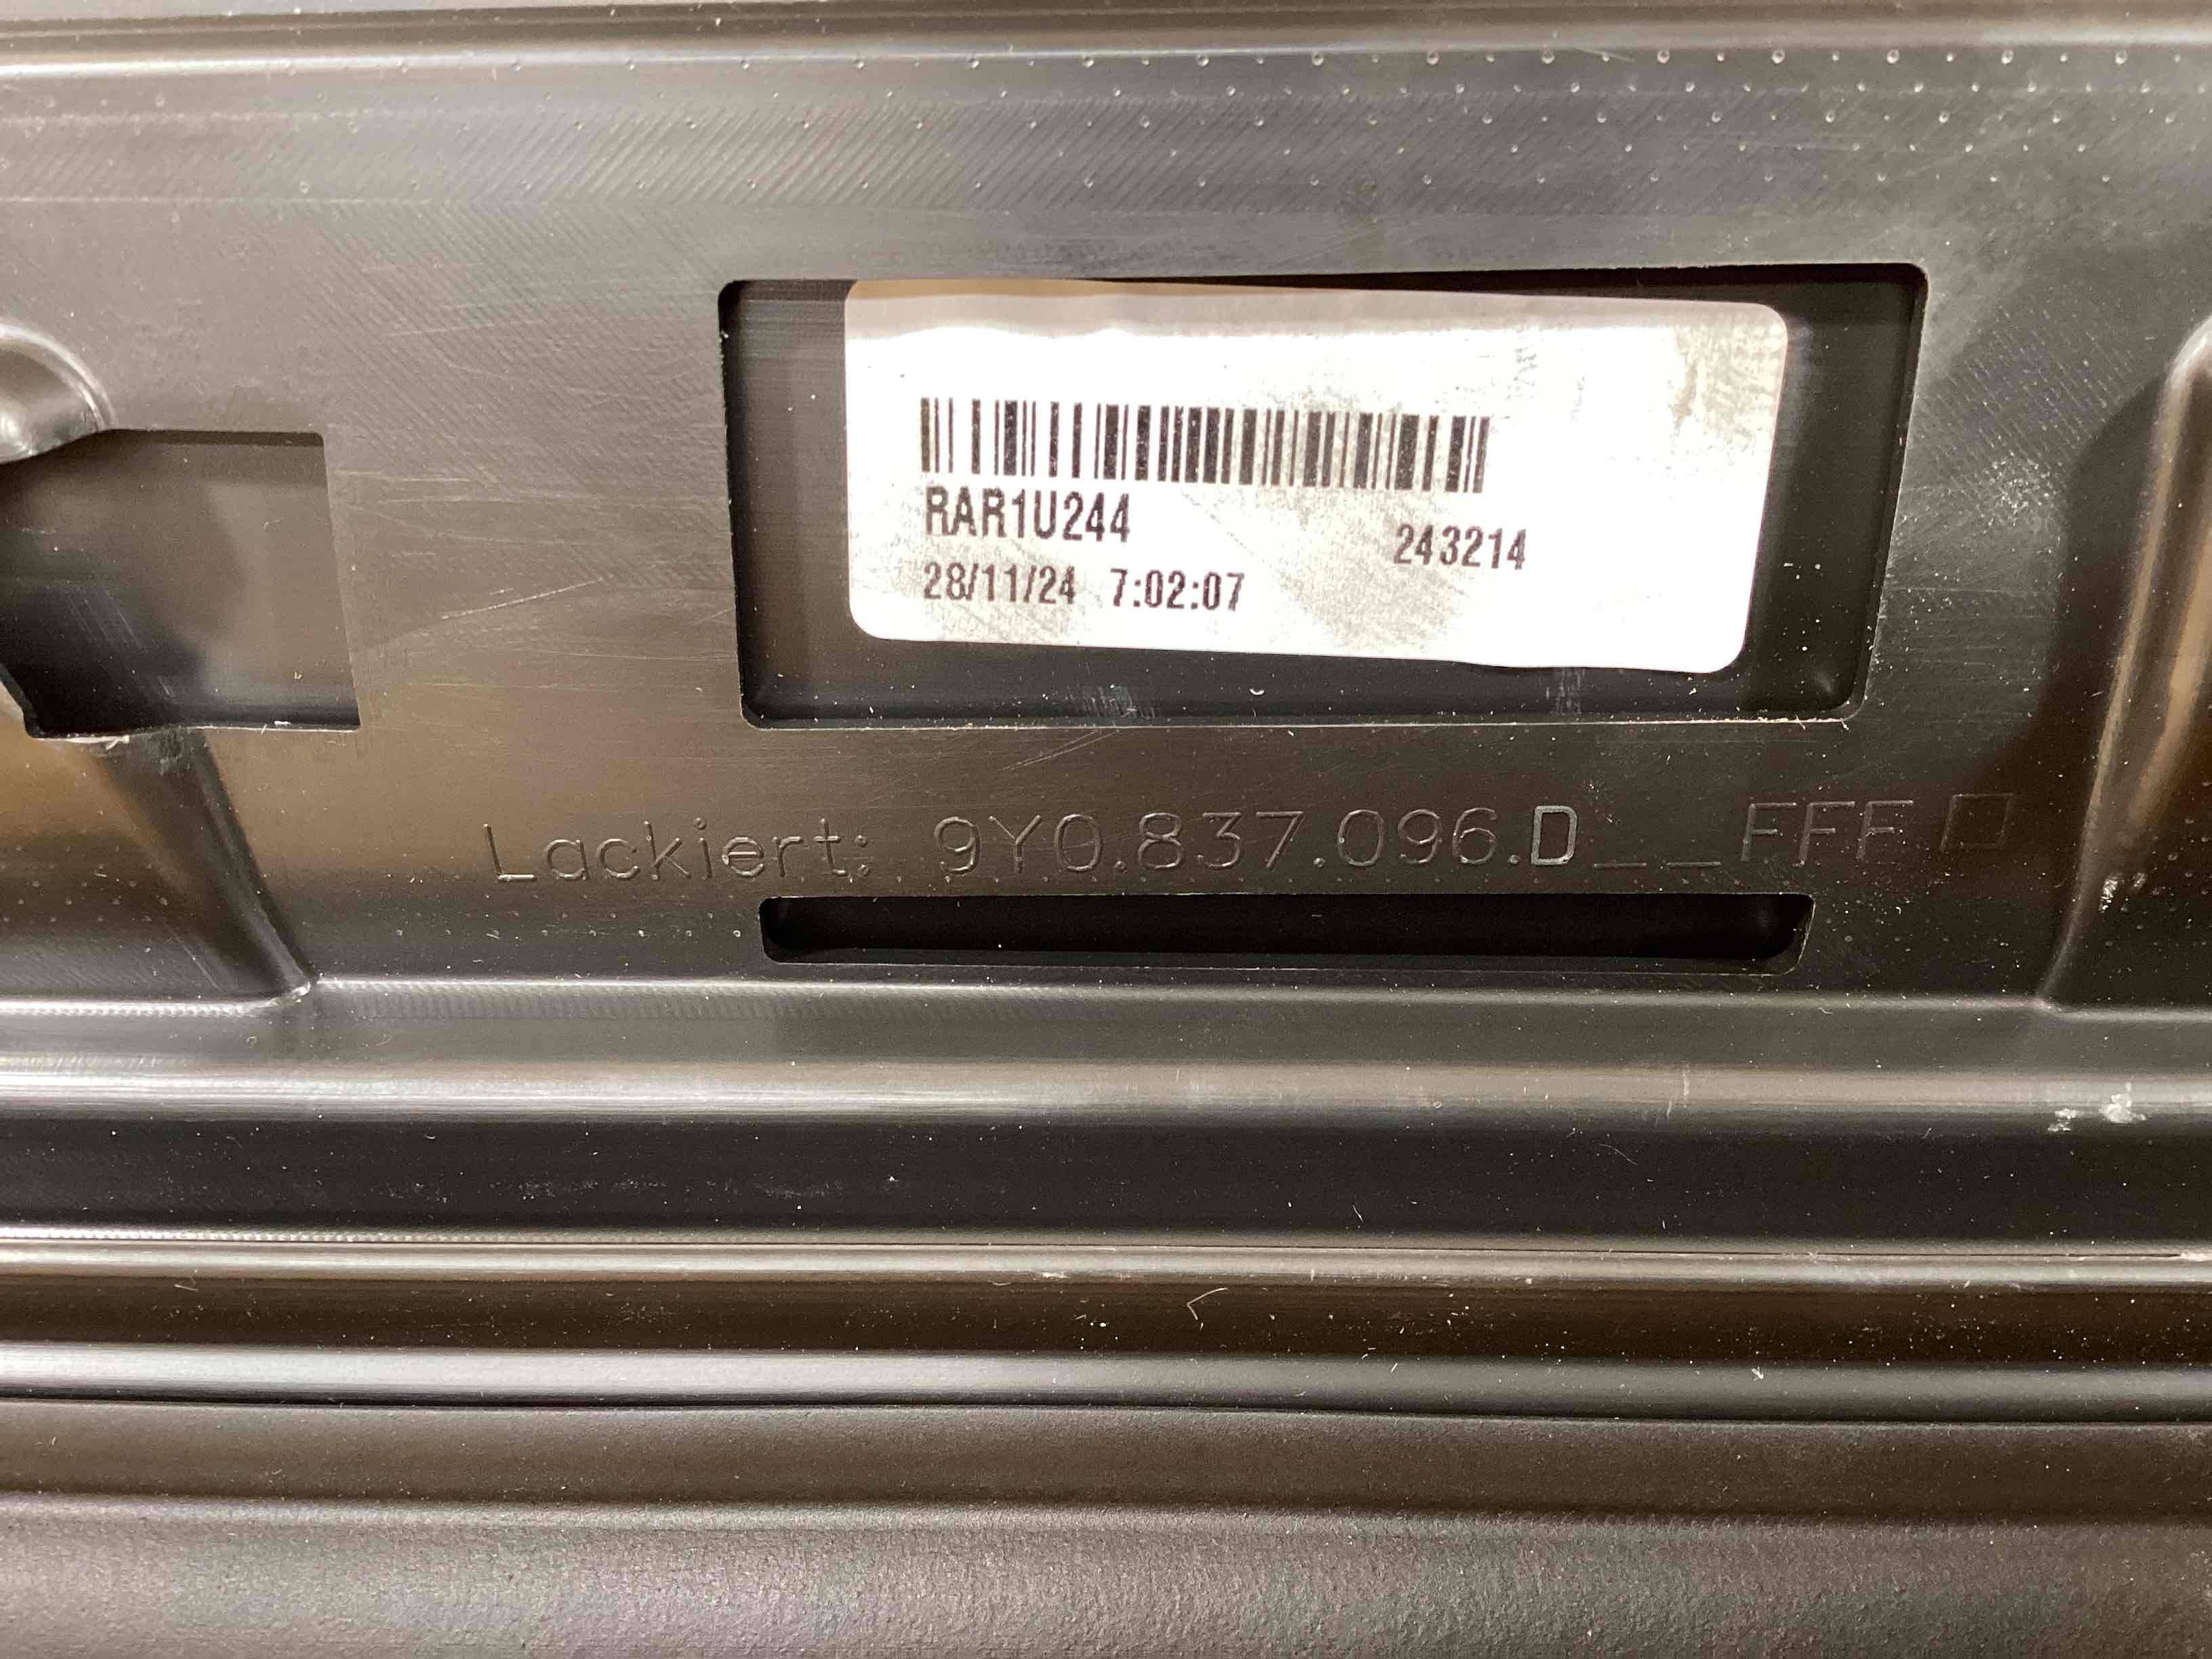 RAR1U244 243214
28/11/24 7:02:07
Lackiert: 9Y0.837.096.D__FFF □